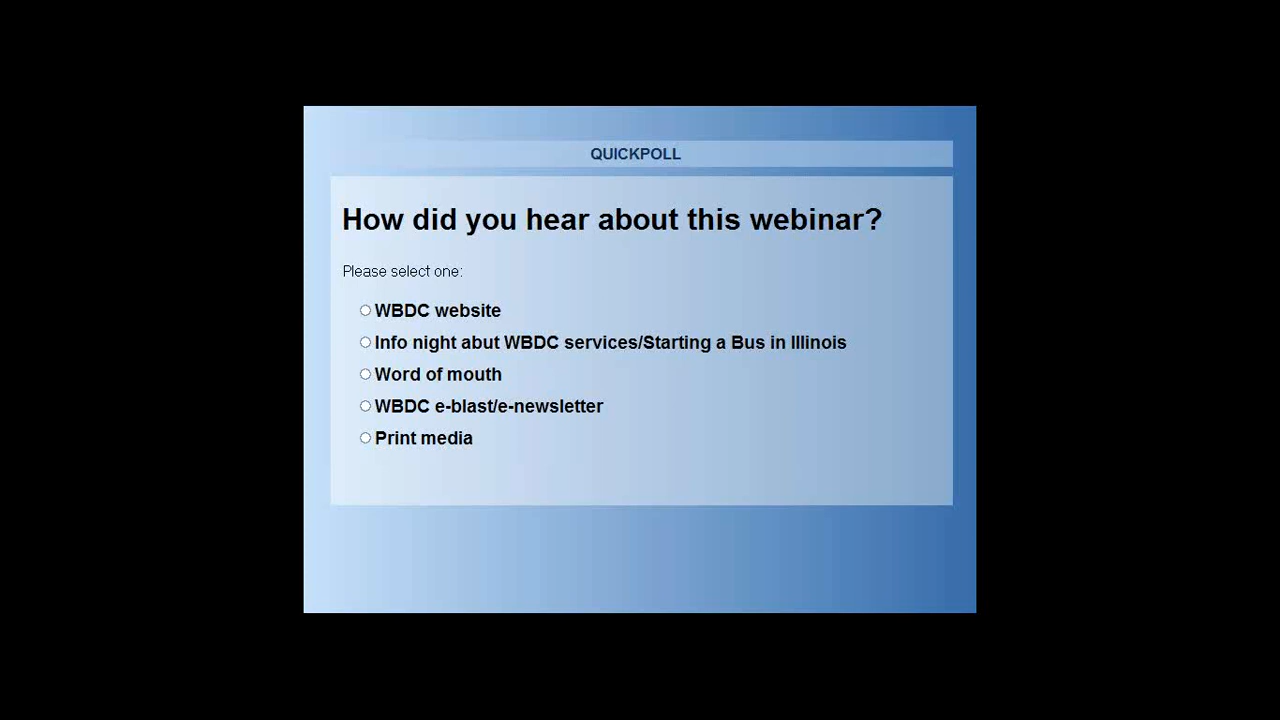 QUICKPOLL
How did you hear about this webinar?
Please select one:
WBDC website
Info night abut WBDC services/Starting a Bus in Illinois
Word of mouth
WBDC e-blast/e-newsletter
Print media